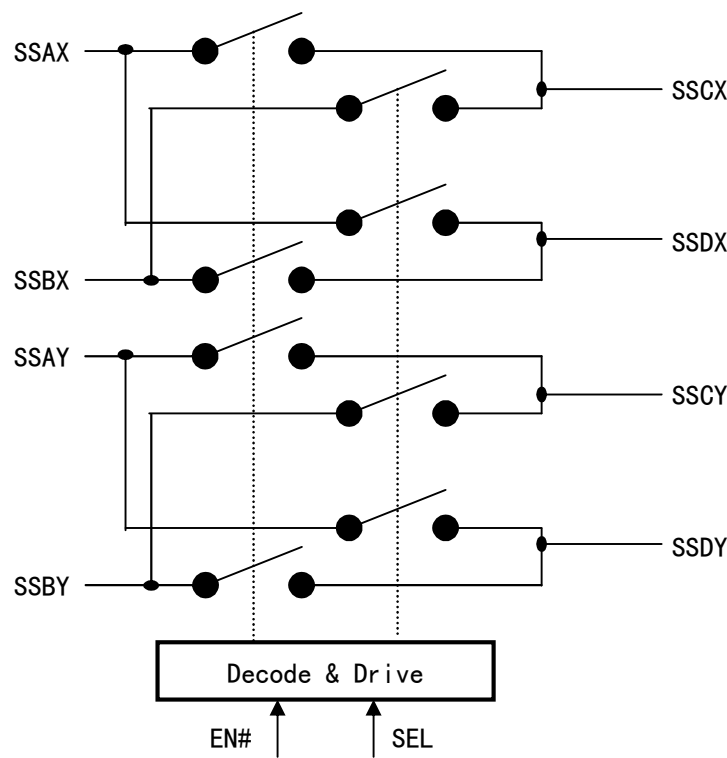 SSAX
SSCX
SSDX
SSBX
SSAY
SSCY
SSDY
SSBY
Decode & Drive
EN#
SEL